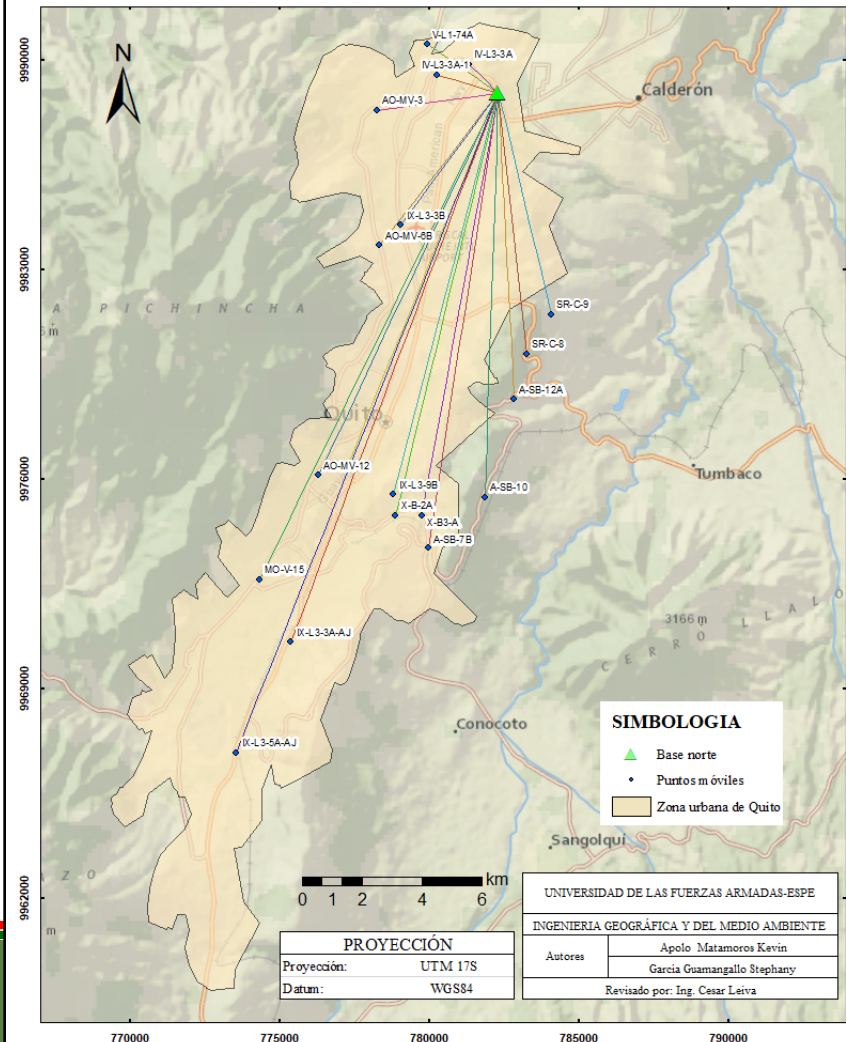 V-L1-74A
IV-L3-3A
IV-L3-3A-1
N
9990000
Calderón
AO-MV-3
IX-L3-3B
AO-MV-6B
9983000
PICHINCHA
SR-C-9
SR-C-8
A-SB-12A
Quito
AO-MV-12
9976000
Tumbaco
IX-L3-9B
A-SB-10
X-B-2A
X-B3-A
A-SB-7B
MO-V-15
3166 m
IX-L3-3A-AJ
CERRO LLALO
9969000
Conocoto
SIMBOLOGIA
IX-L3-5A-AJ
Base norte
Puntos móviles
Zona urbana de Quito
Sangolquí
km
0 1 2 4 6
9962000
UNIVERSIDAD DE LAS FUERZAS ARMADAS-ESPE
INGENIERIA GEOGRÁFICA Y DEL MEDIO AMBIENTE
Autores
Apolo Matamoros Kevin
Garcia Guamangallo Stephany
Revisado por: Ing. Cesar Leiva
PROYECCIÓN
Proyección: UTM 17S
Datum: WGS84
770000 775000 780000 785000 790000